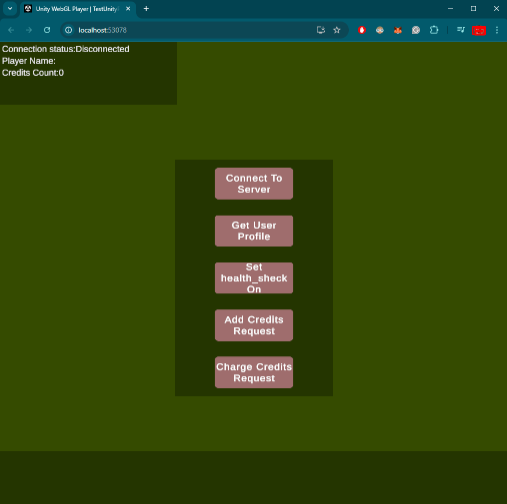 Unity WebGL Player | TestUnity
localhost:53078
Connection status:Disconnected
Player Name:
Credits Count:0
Connect To
Server
Get User
Profile
Set
health_sheck
On
Add Credits
Request
Charge Credits
Request